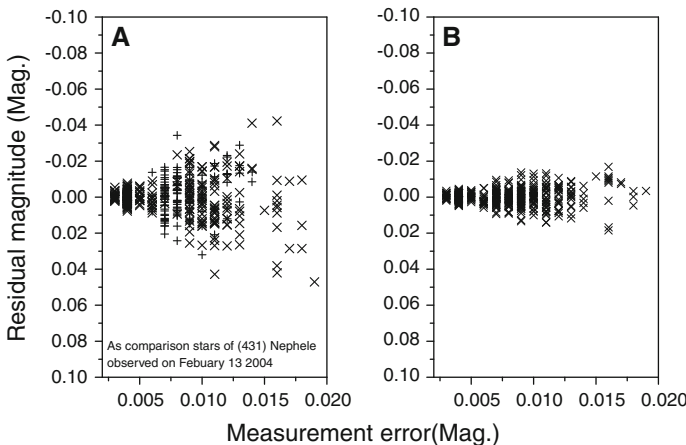 -0.10
-0.08
-0.06
-0.04
-0.02
0.00
0.02
0.04
0.06
0.08
0.10
Residual magnitude (Mag.)
A
As comparison stars of (431) Nephele
observed on Febuary 13 2004
0.005 0.010 0.015 0.020
-0.10
-0.08
-0.06
-0.04
-0.02
0.00
0.02
0.04
0.06
0.08
0.10
B
0.005 0.010 0.015 0.020
Measurement error(Mag.)